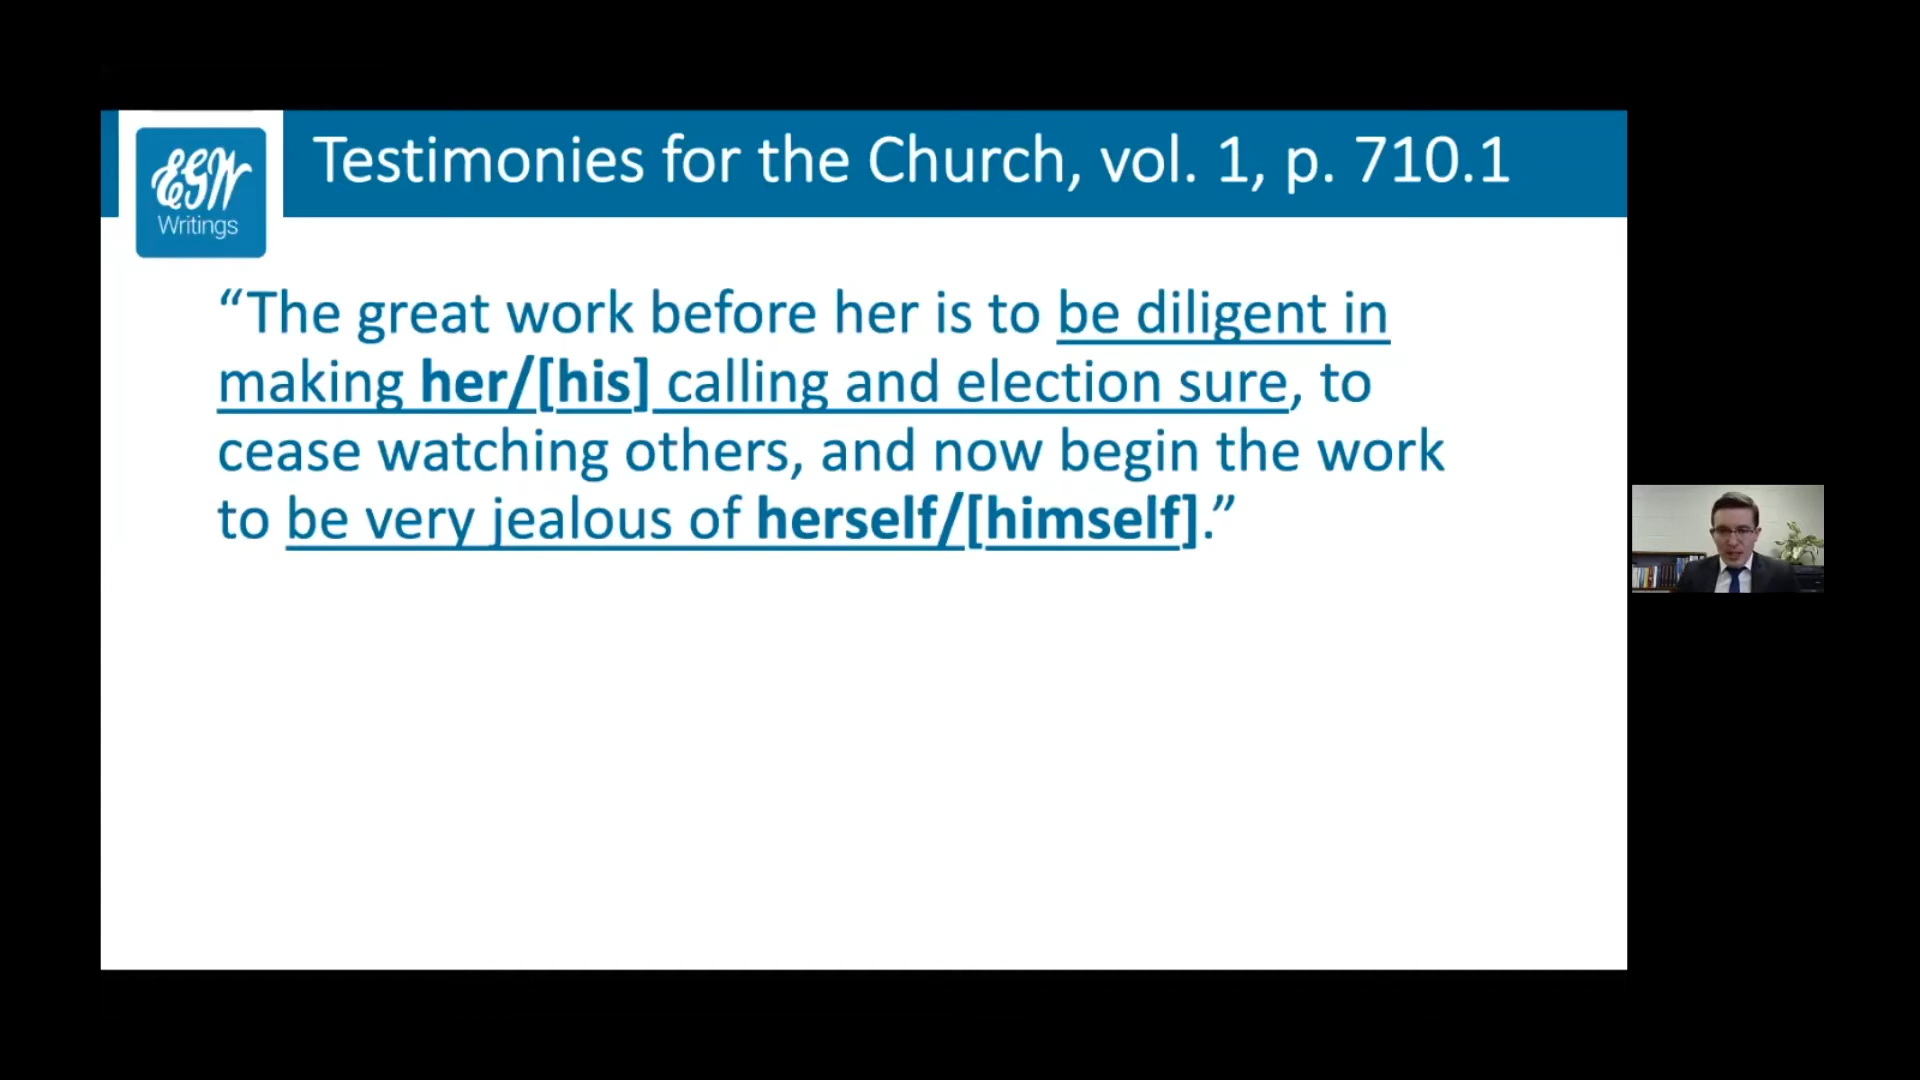 EGW
Writings
Testimonies for the Church, vol. 1, p. 710.1
“The great work before her is to be diligent in
making her/[his] calling and election sure, to
cease watching others, and now begin the work
to be very jealous of herself/[himself].”